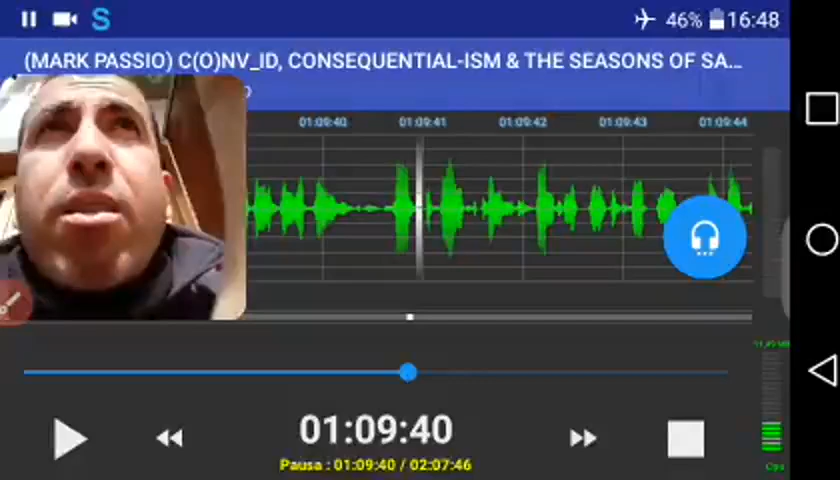 S
46% 16:48
(MARK PASSIO) C(O)NV_ID, CONSEQUENTIAL-ISM & THE SEASONS OF SA...
01:09:40 01:09:41 01:09:42 01:09:43 01:09:44
01:09:40
Pausa : 01:09:40 / 02:07:46